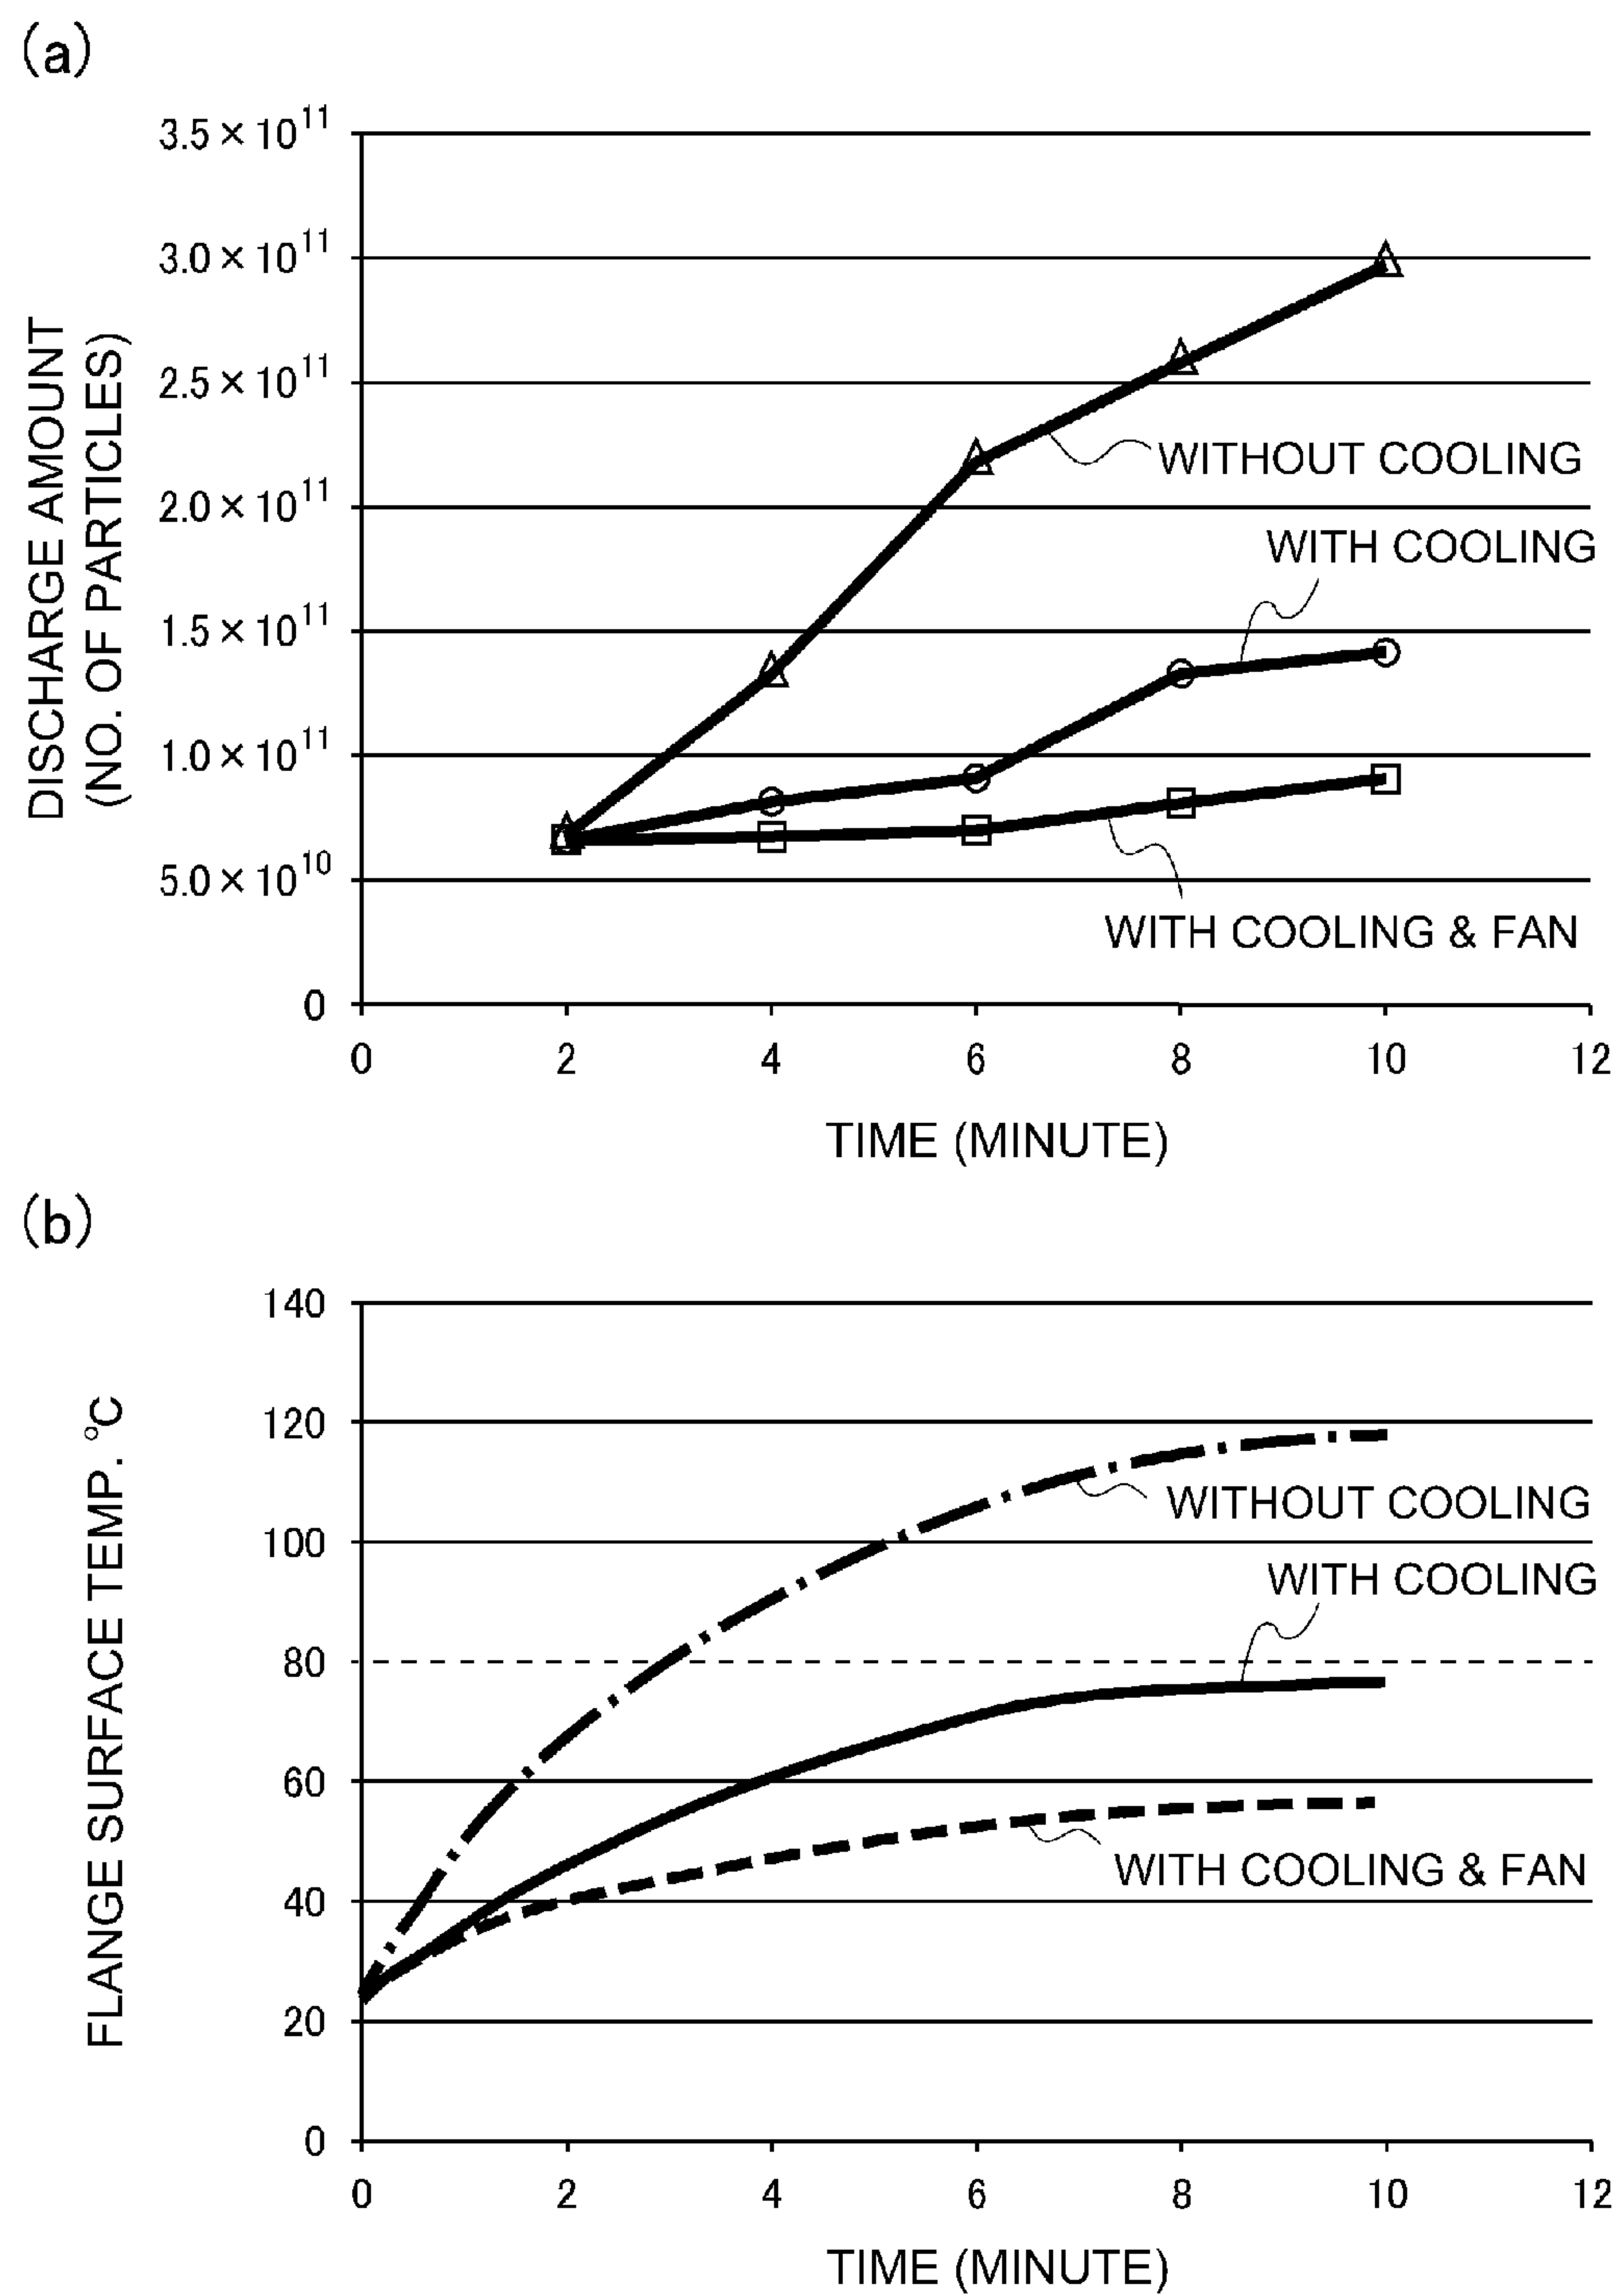 (a)
DISCHARGE AMOUNT
(NO. OF PARTICLES)
3.5×10¹¹
3.0×10¹¹
2.5×10¹¹
2.0×10¹¹
1.5×10¹¹
1.0×10¹¹
5.0×10¹⁰
0
WITHOUT COOLING
WITH COOLING
WITH COOLING & FAN
0 2 4 6 8 10 12
TIME (MINUTE)
(b)
FLANGE SURFACE TEMP. ℃
140
120
100
80
60
40
20
0
WITHOUT COOLING
WITH COOLING
WITH COOLING & FAN
0 2 4 6 8 10 12
TIME (MINUTE)